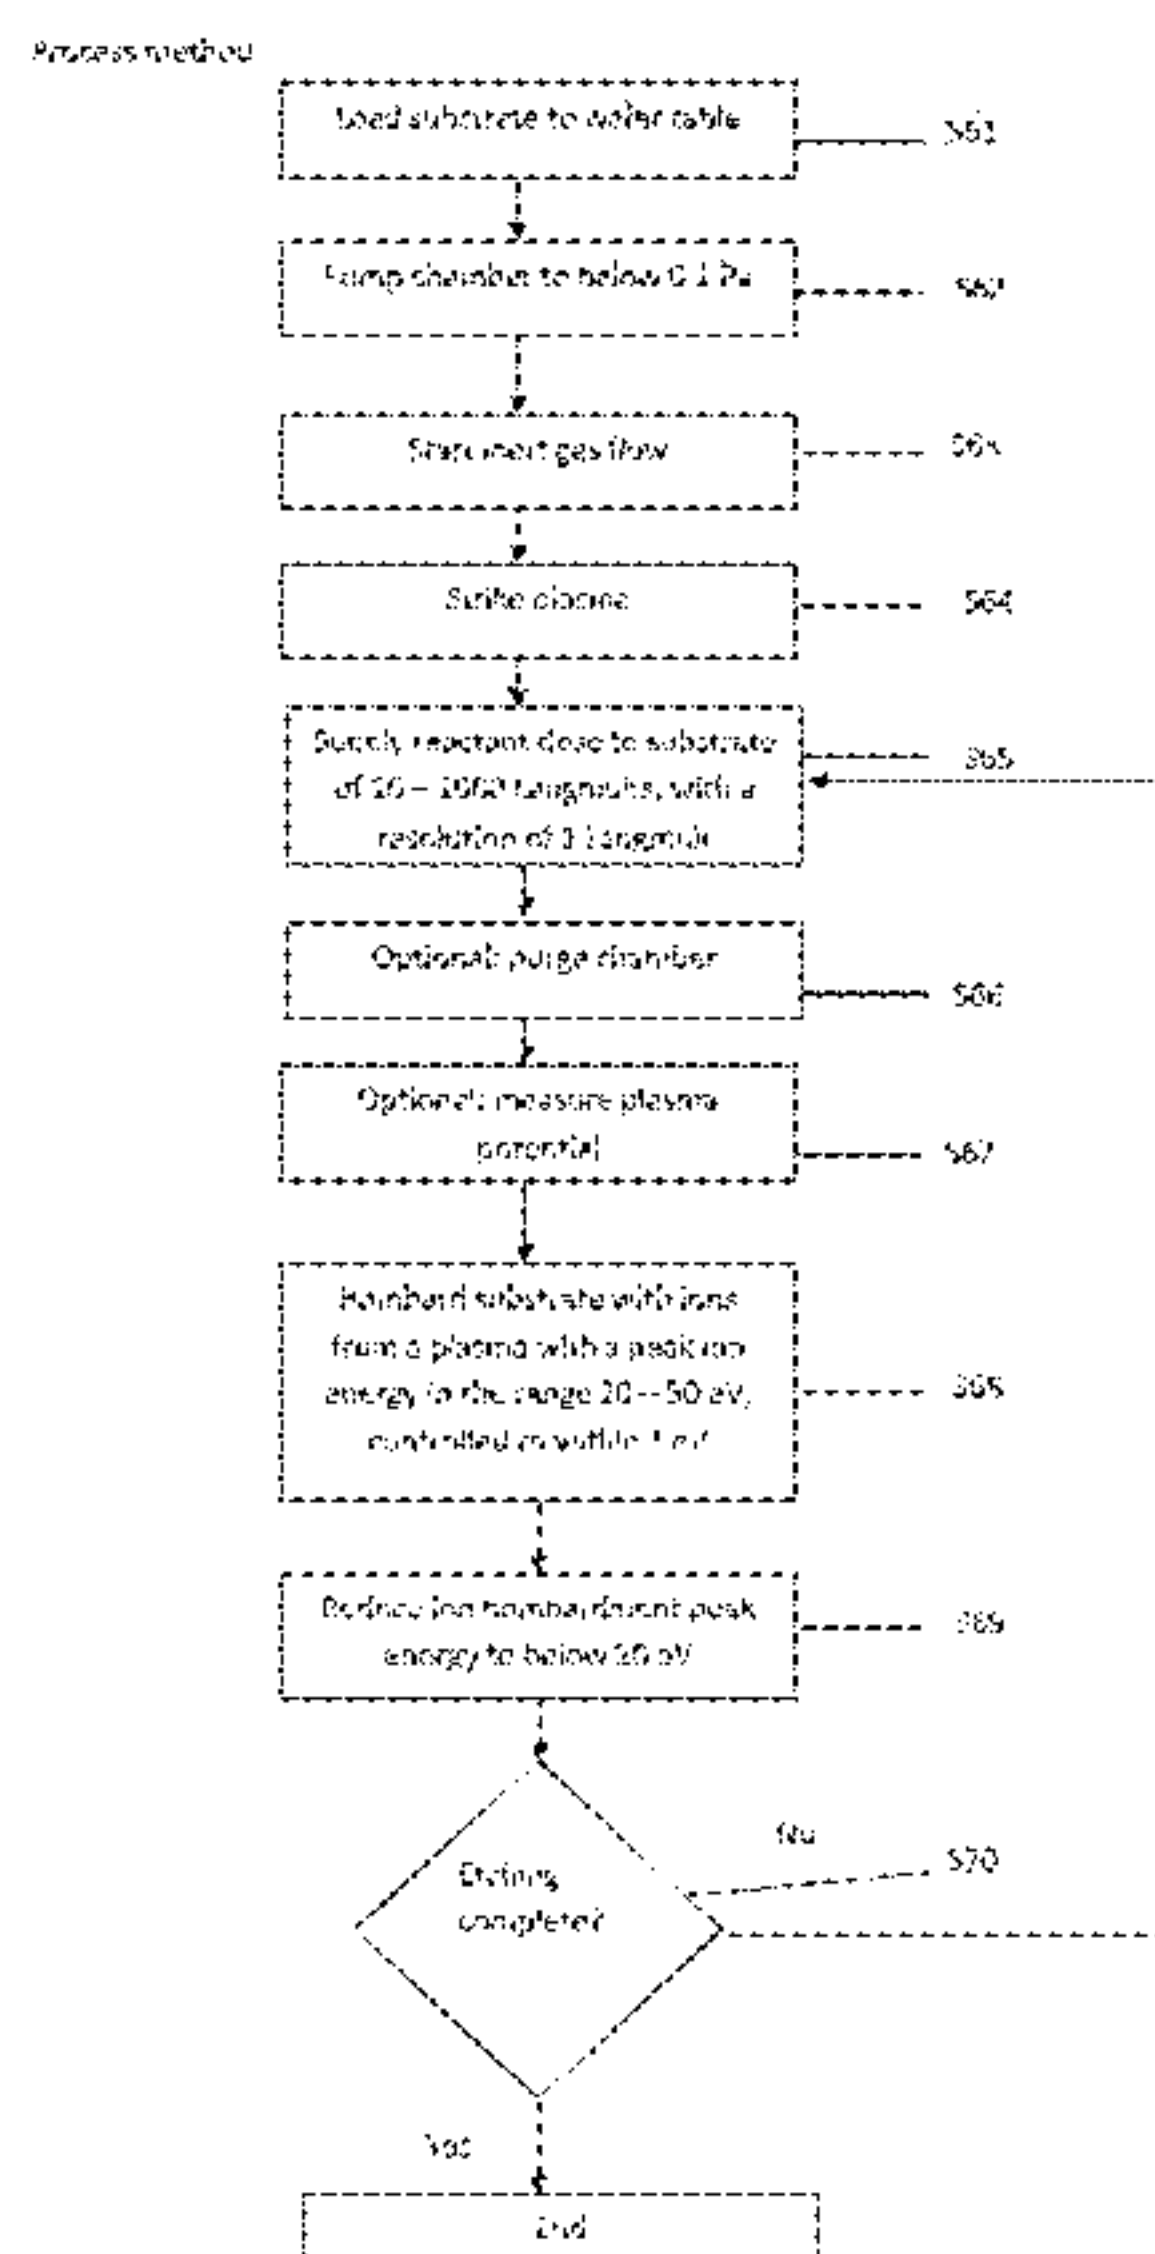 Process method
Load substrate to wafer table
S61
Pump chamber to below 0.1 Pa
S62
Start inert gas flow
S63
Strike plasma
S64
Supply reactant dose to substrate
of 10 – 1000 Langmuirs, with a
resolution of 1 Langmuir
S65
Optional: purge chamber
S66
Optional: measure plasma
potential
S67
Bombard substrate with ions
from a plasma with a peak ion
energy in the range 20 – 50 eV,
controlled to within 1 eV
S68
Reduce ion bombardment peak
energy to below 20 eV
S69
No
S70
Etching
complete?
Yes
End